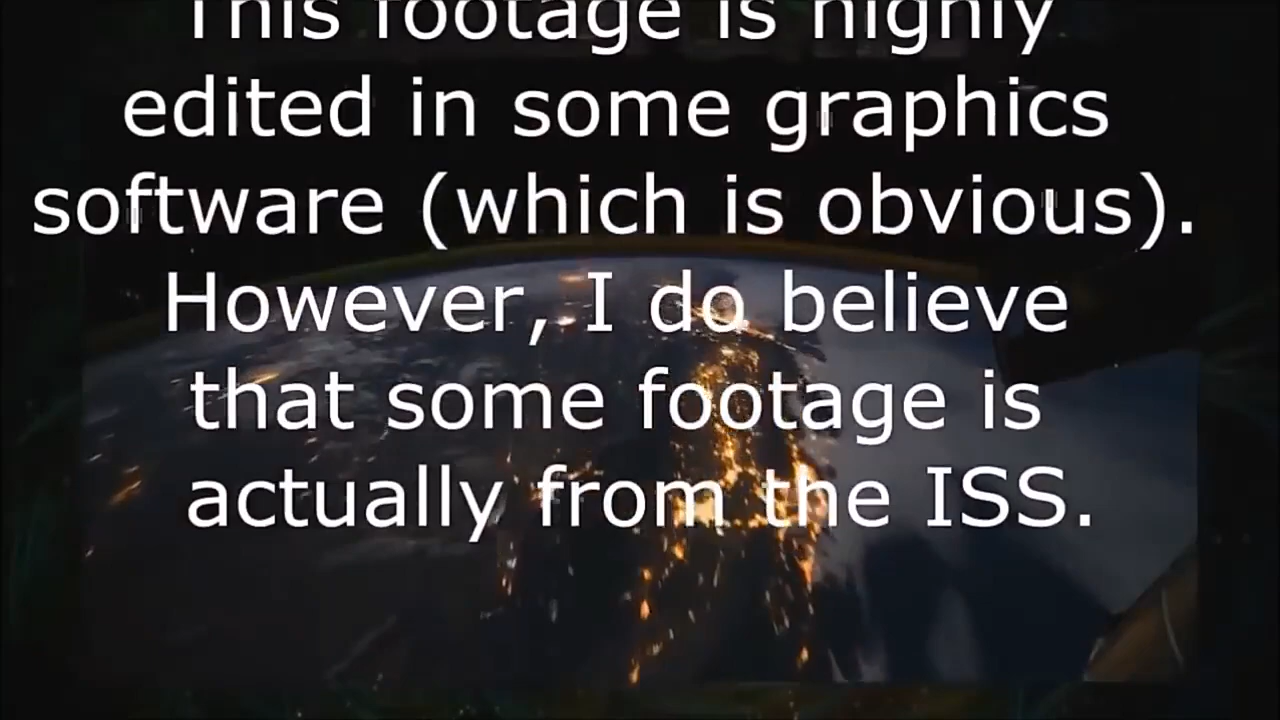 This footage is highly
edited in some graphics
software (which is obvious).
However, I do believe
that some footage is
actually from the ISS.